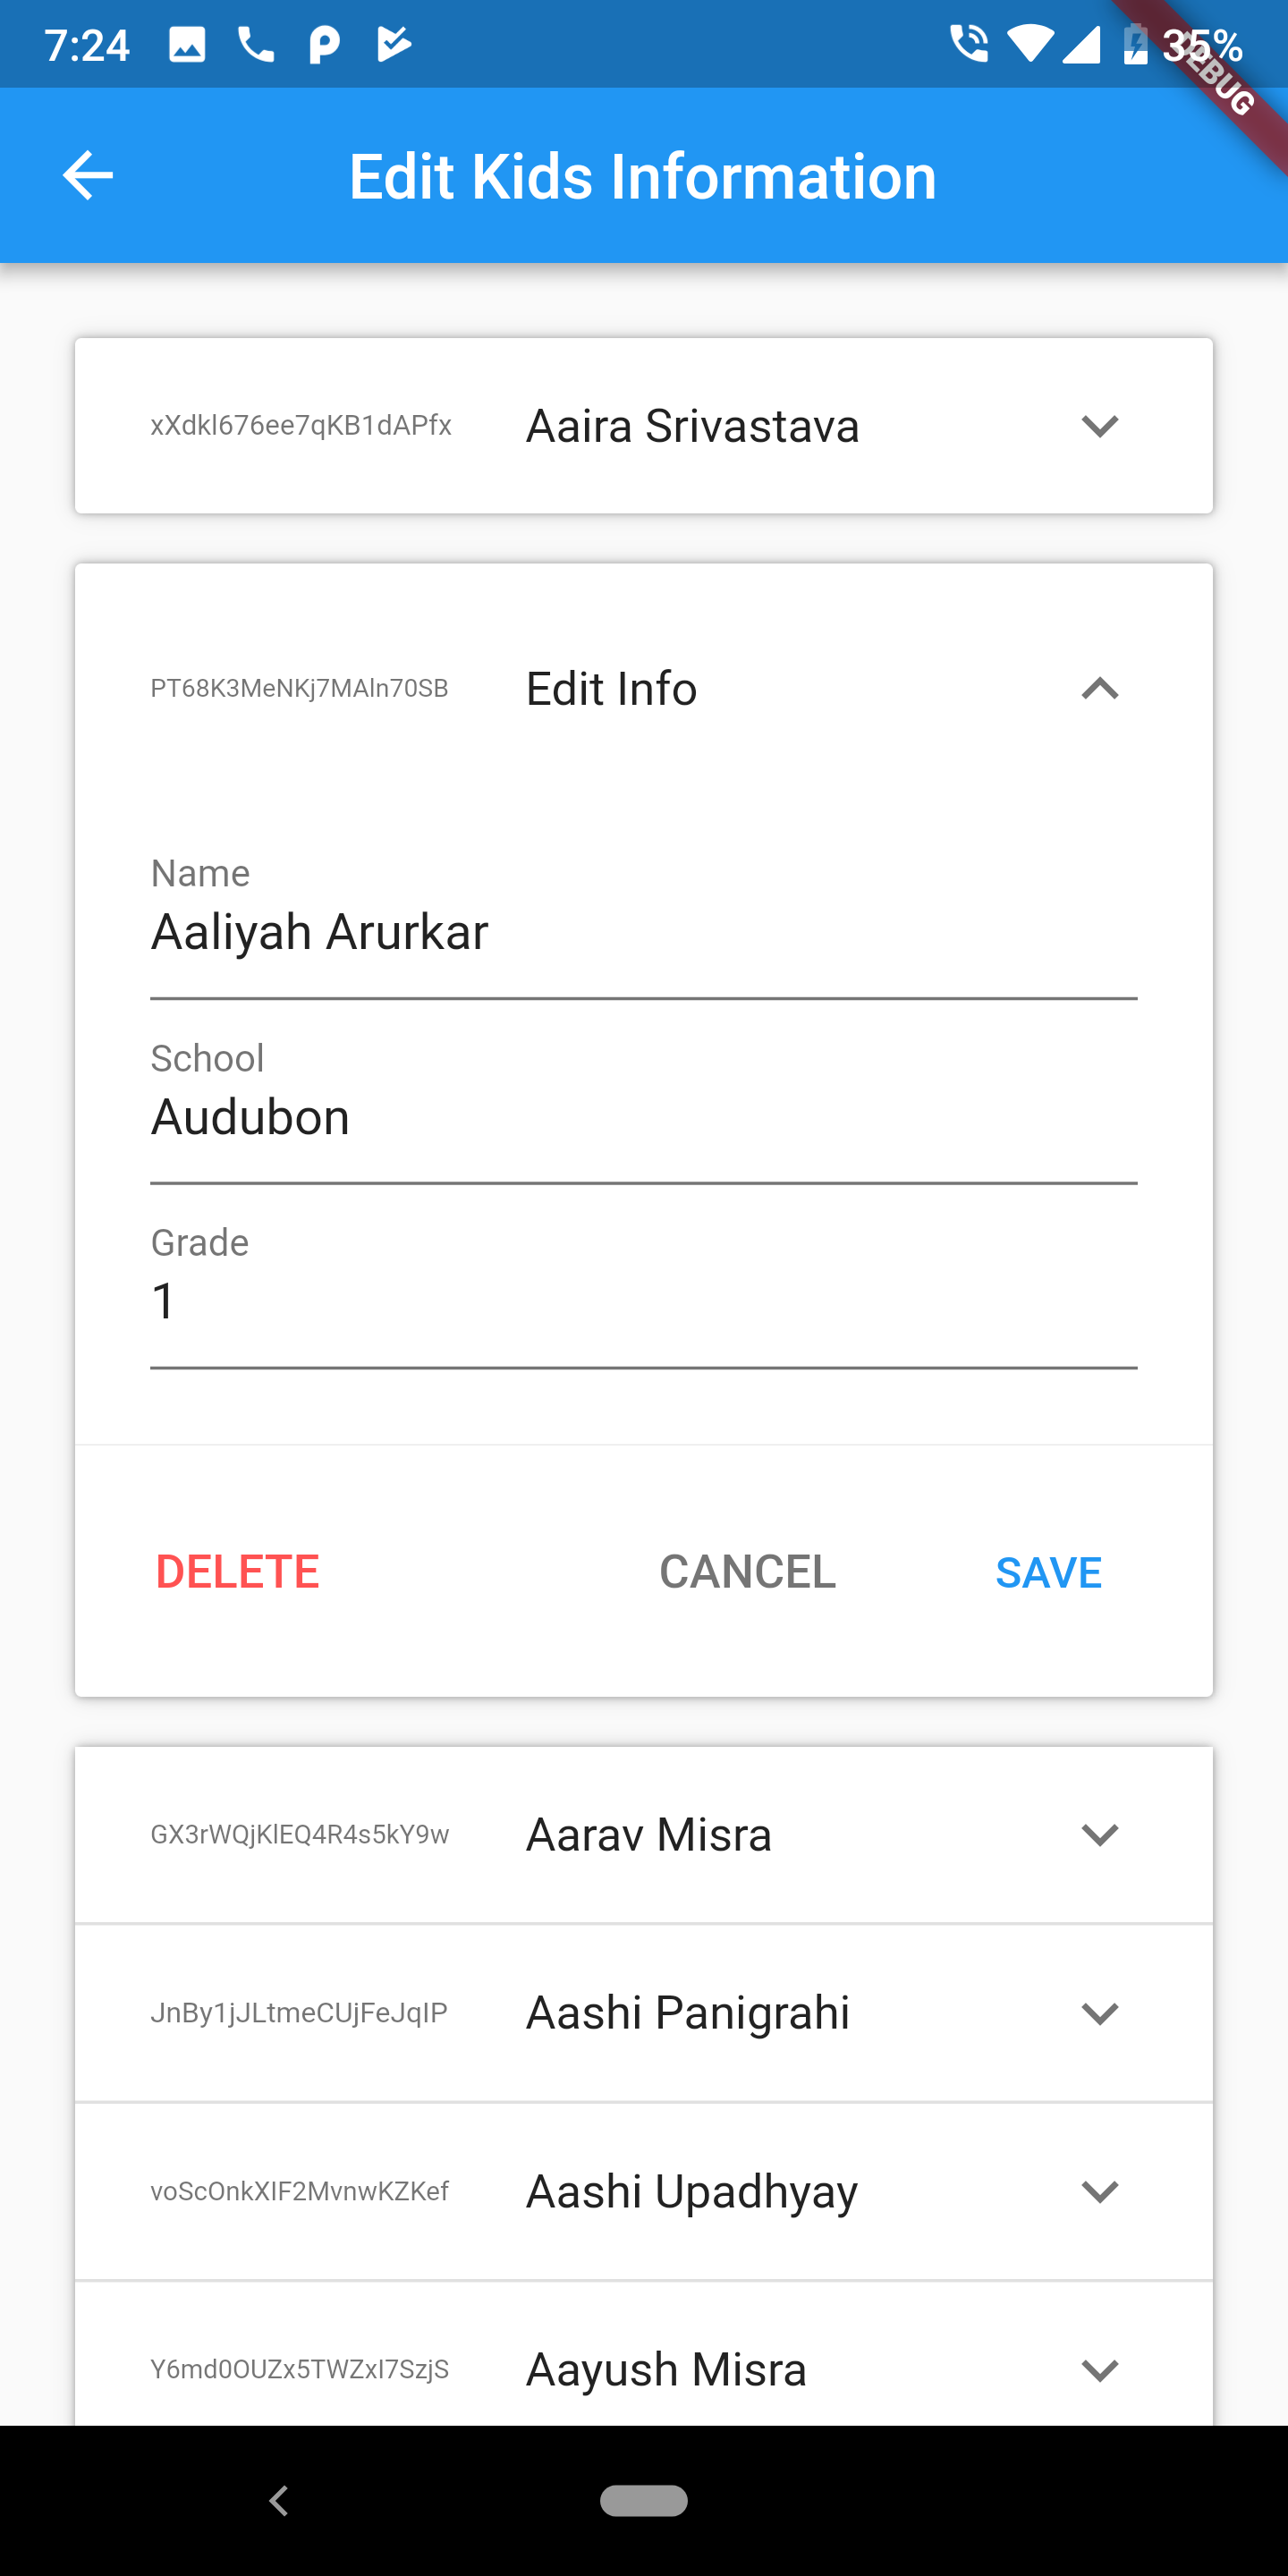 7:24 35%
DEBUG
Edit Kids Information
xXdkl676ee7qKB1dAPfx Aaira Srivastava
PT68K3MeNKj7MAln70SB Edit Info
Name
Aaliyah Arurkar
School
Audubon
Grade
1
DELETE CANCEL SAVE
GX3rWQjKlEQ4R4s5kY9w Aarav Misra
JnBy1jJLtmeCUjFeJqIP Aashi Panigrahi
voScOnkXIF2MvnwKZKef Aashi Upadhyay
Y6md0OUZx5TWZxI7SzjS Aayush Misra